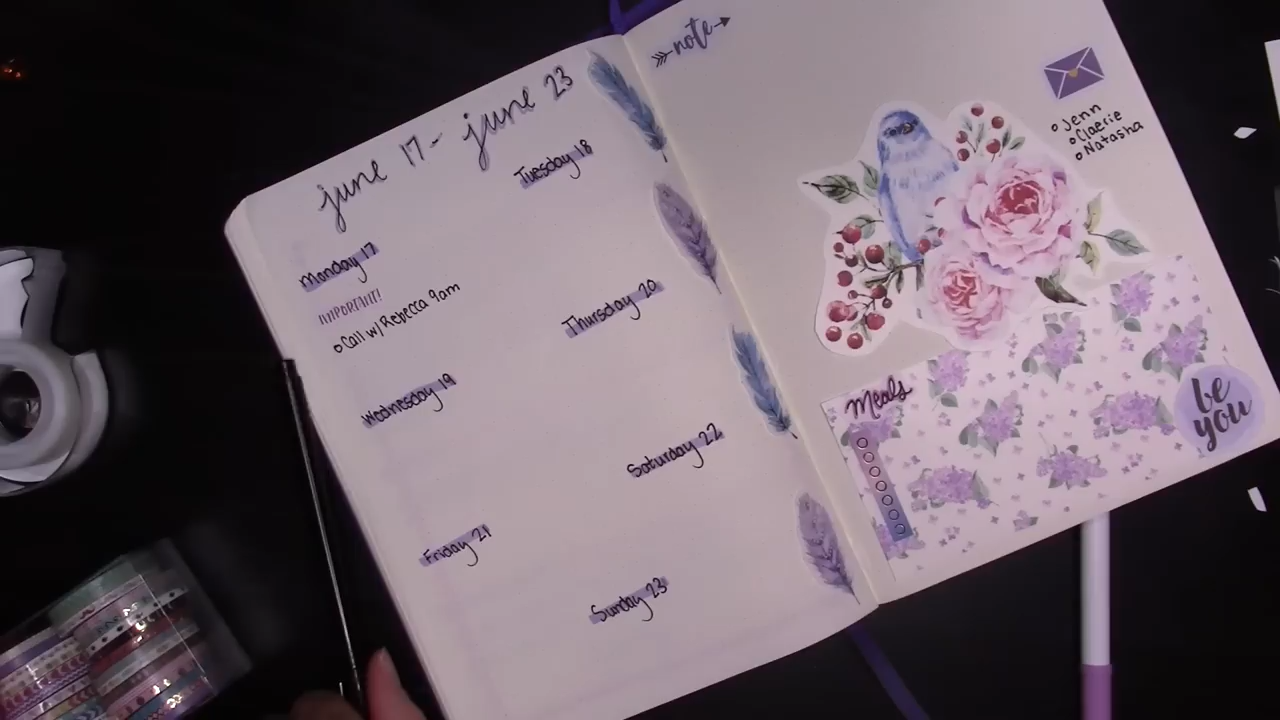 june 17 - june 23
Monday 17
IMPORTANT!
Call w/ Rebecca 9am
Tuesday 18
Wednesday 19
Thursday 20
Friday 21
Saturday 22
Sunday 23
note
Jenn
Claerie
Natasha
Meals
be
you